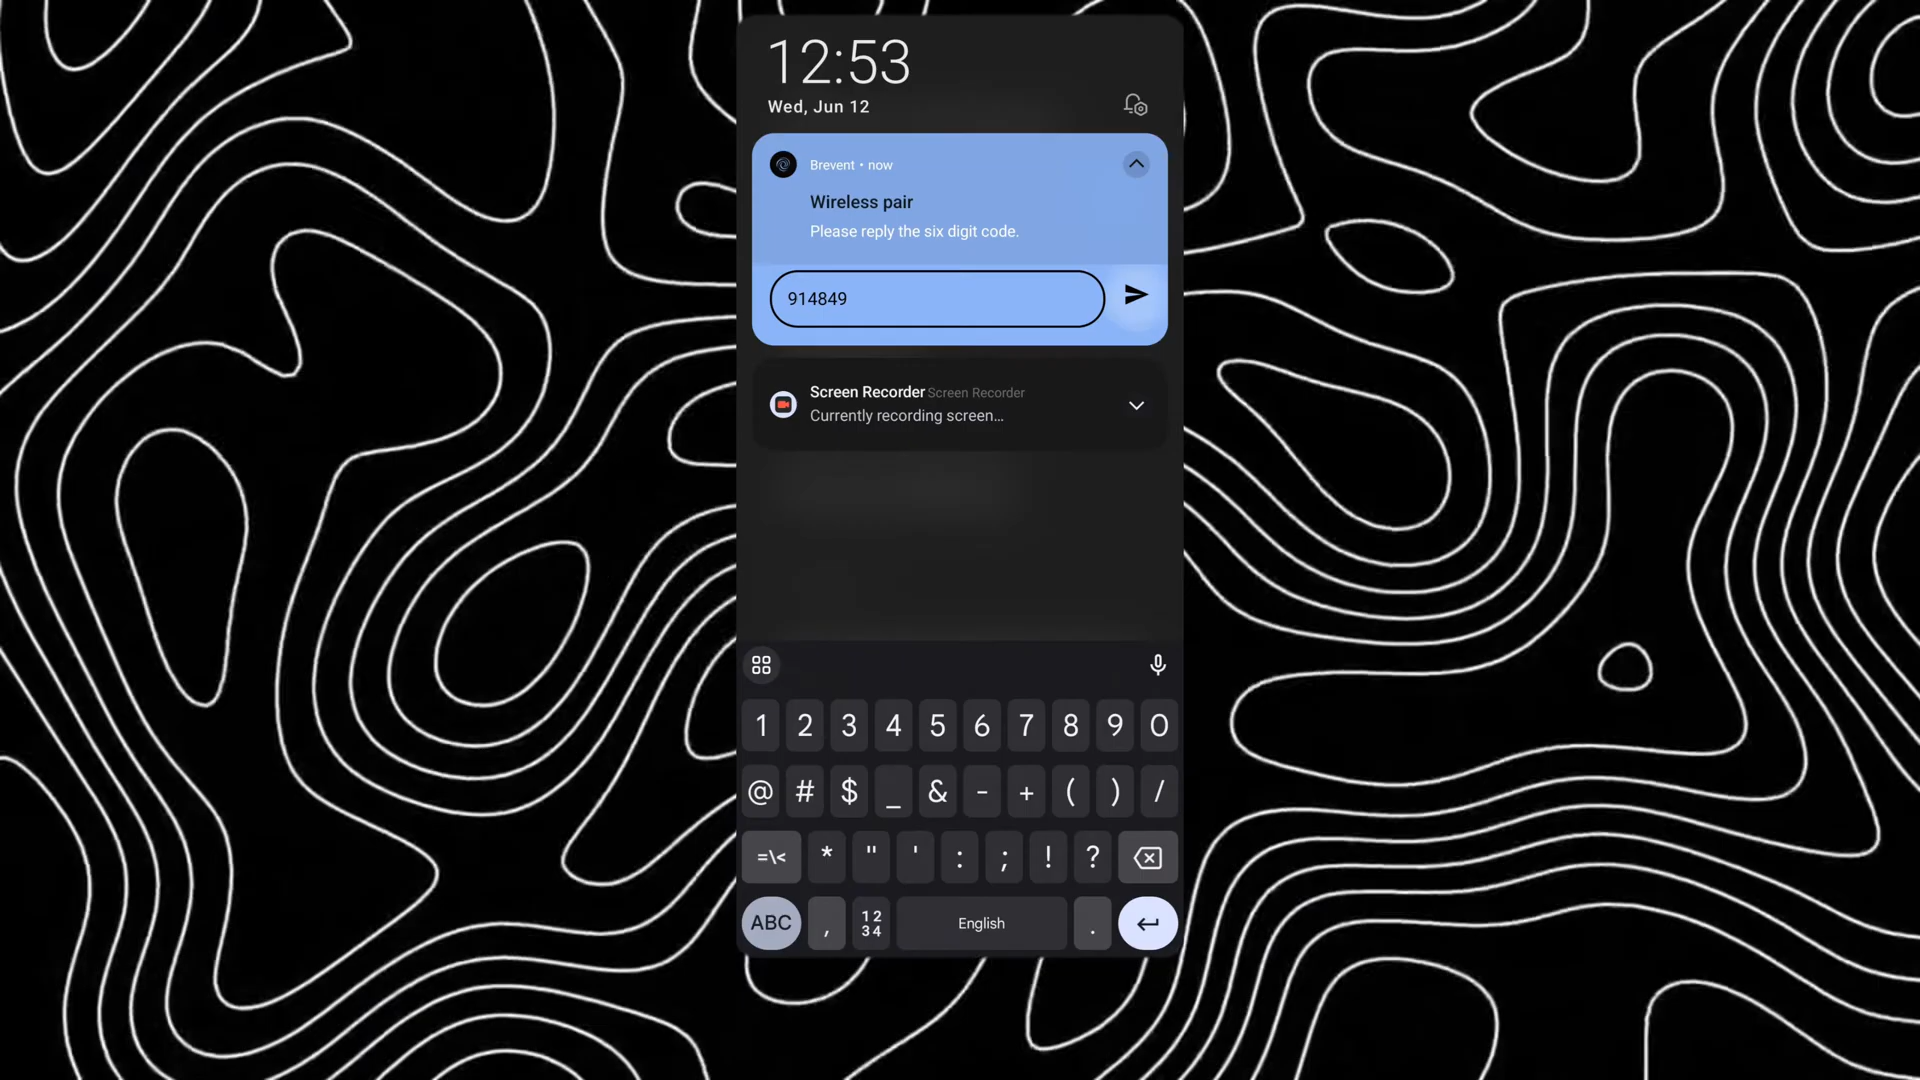 12:53
Wed, Jun 12
Brevent • now
Wireless pair
Please reply the six digit code.
914849
Screen Recorder Screen Recorder
Currently recording screen...
1 2 3 4 5 6 7 8 9 0
@ # $ _ & - + ( ) /
=\< * " ' : ; ! ?
ABC , 12 34 English .